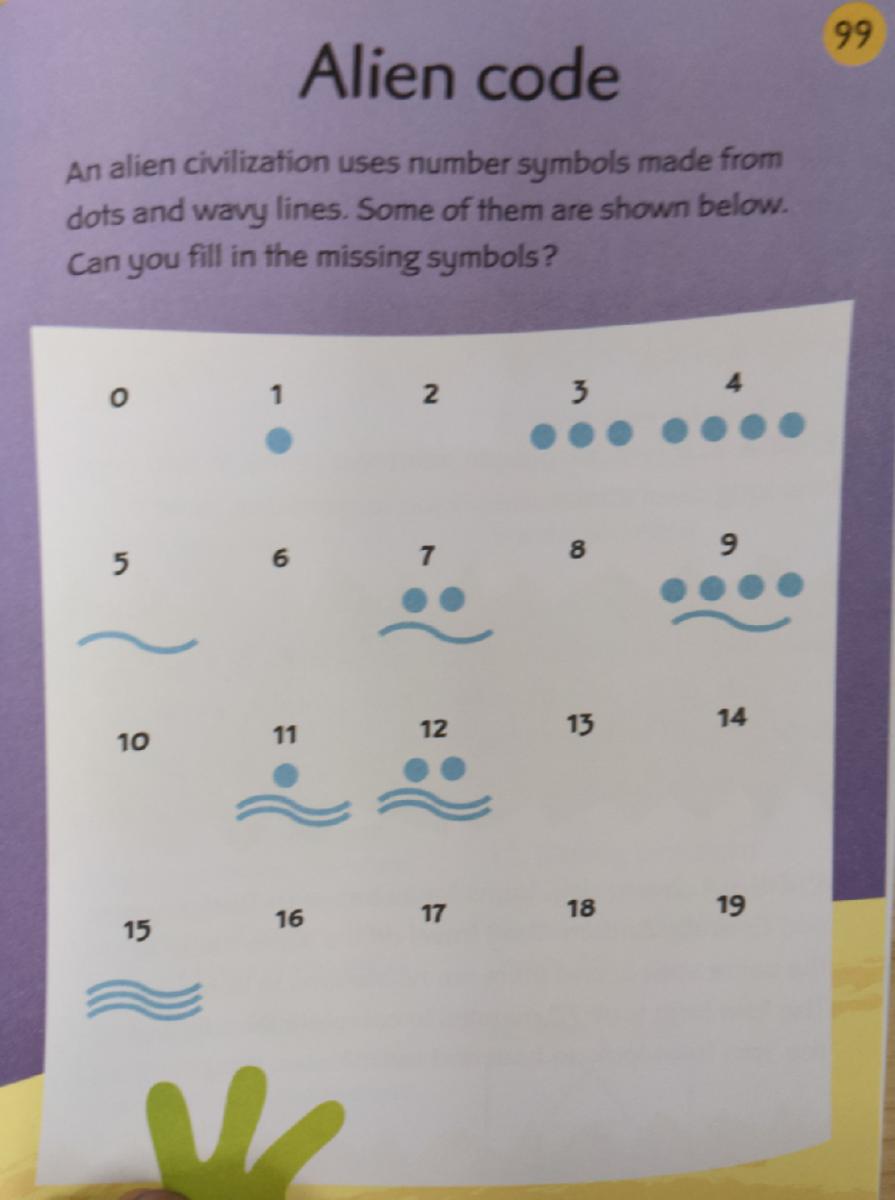 99
Alien code
An alien civilization uses number symbols made from
dots and wavy lines. Some of them are shown below.
Can you fill in the missing symbols?
0 1 2 3 4
5 6 7 8 9
10 11 12 13 14
15 16 17 18 19